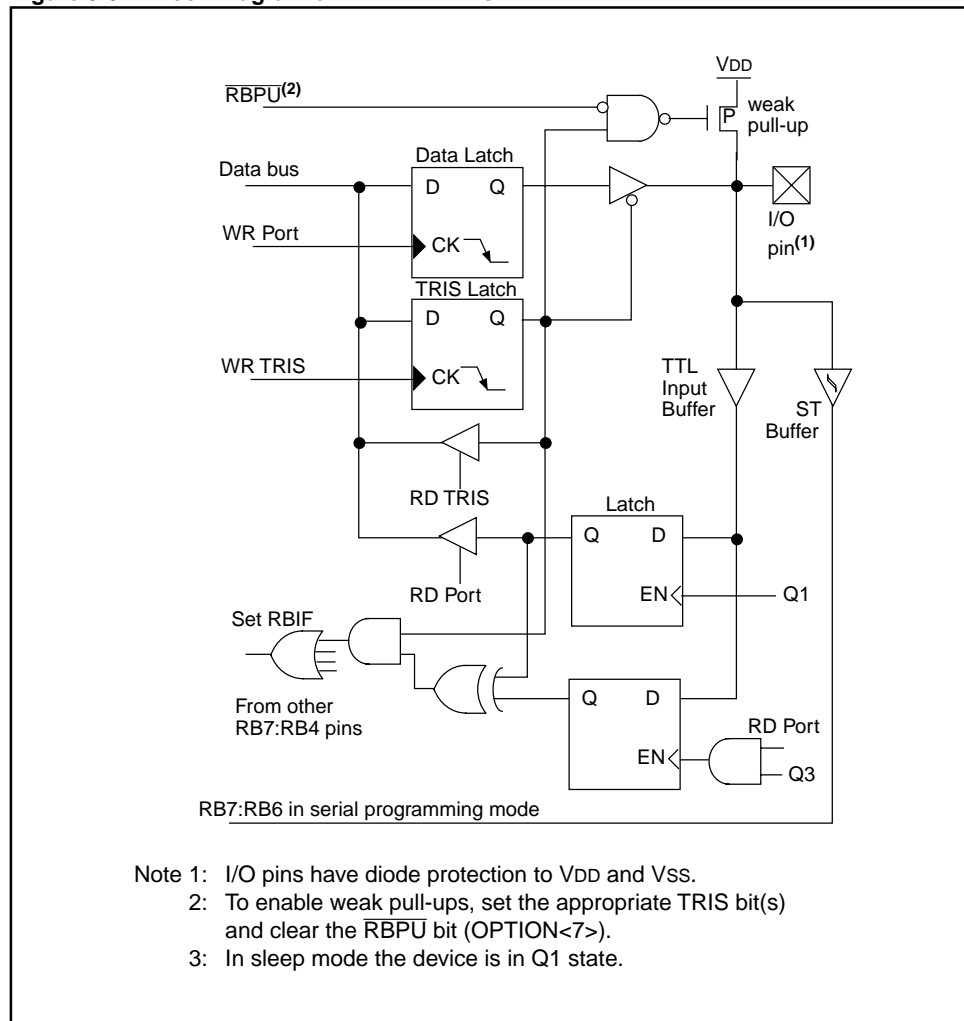 VDD
RBPU(2)
P
weak
pull-up
Data Latch
Data bus
D Q
I/O
pin(1)
WR Port
CK
TRIS Latch
D Q
WR TRIS
CK
TTL
Input
Buffer
ST
Buffer
RD TRIS
Latch
Q D
RD Port
EN
Q1
Set RBIF
Q D
From other
RB7:RB4 pins
RD Port
EN
Q3
RB7:RB6 in serial programming mode
Note 1: I/O pins have diode protection to VDD and VSS.
2: To enable weak pull-ups, set the appropriate TRIS bit(s)
and clear the RBPU bit (OPTION<7>).
3: In sleep mode the device is in Q1 state.